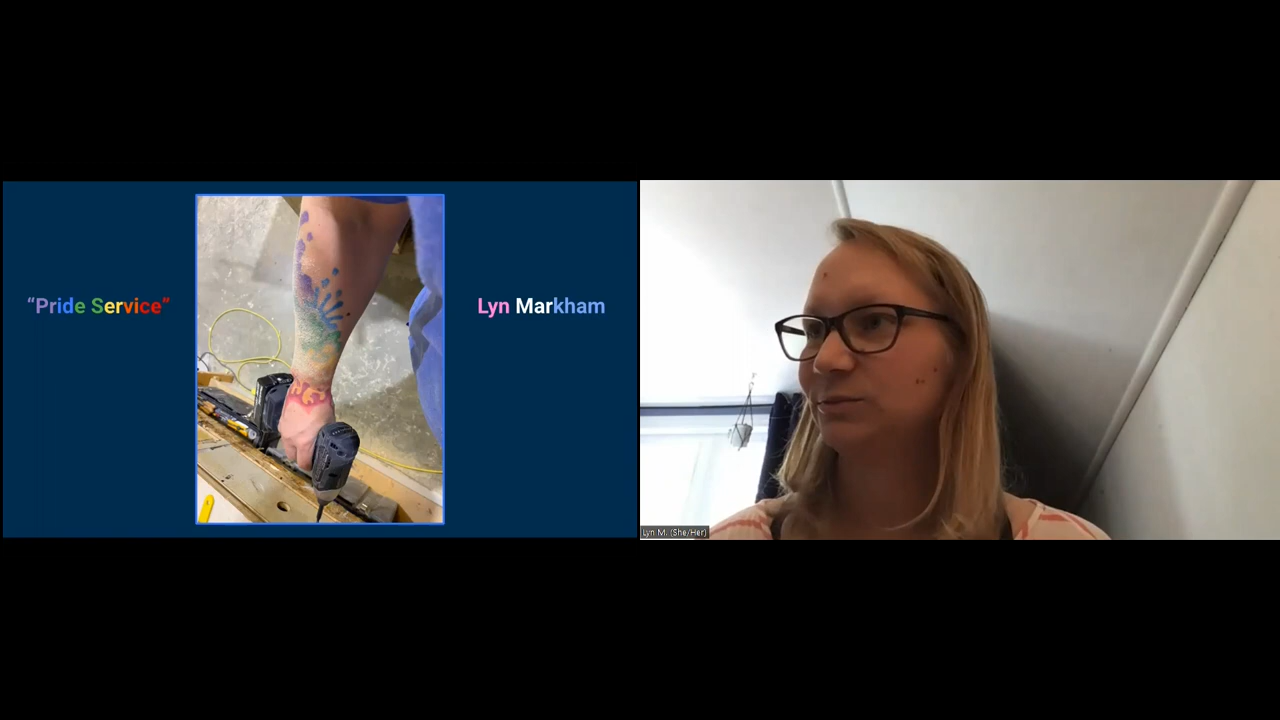 “Pride Service”
Lyn Markham
Lyn M. (She/Her)